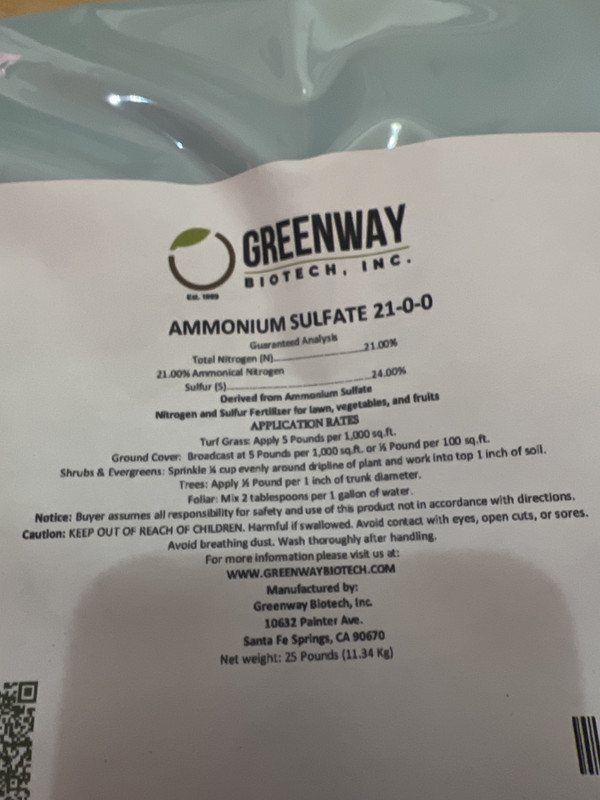 GREENWAY
BIOTECH, INC.
Est. 1989
AMMONIUM SULFATE 21-0-0
Guaranteed Analysis
Total Nitrogen (N)..............................21.00%
21.00% Ammonical Nitrogen
Sulfur (S)..............................24.00%
Derived from Ammonium Sulfate
Nitrogen and Sulfur Fertilizer for lawn, vegetables, and fruits
APPLICATION RATES
Turf Grass: Apply 5 Pounds per 1,000 sq.ft.
Ground Cover: Broadcast at 5 Pounds per 1,000 sq.ft. or ½ Pound per 100 sq.ft.
Shrubs & Evergreens: Sprinkle cup evenly around dripline of plant and work into top 1 inch of soil.
Trees: Apply Pound per 1 inch of trunk diameter.
Foliar: Mix 2 tablespoons per 1 gallon of water.
Notice: Buyer assumes all responsibility for safety and use of this product not in accordance with directions.
Caution: KEEP OUT OF REACH OF CHILDREN. Harmful if swallowed. Avoid contact with eyes, open cuts, or sores.
Avoid breathing dust. Wash thoroughly after handling.
For more information please visit us at:
WWW.GREENWAYBIOTECH.COM
Manufactured by:
Greenway Biotech, Inc.
10632 Painter Ave.
Santa Fe Springs, CA 90670
Net weight: 25 Pounds (11.34 Kg)